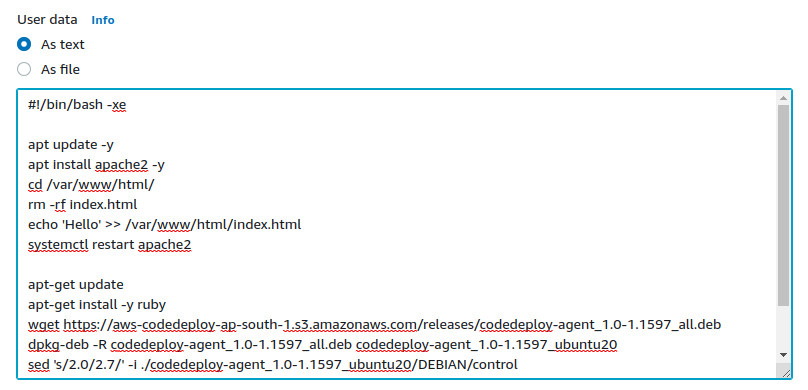 User data Info
As text
As file
#!/bin/bash -xe
apt update -y
apt install apache2 -y
cd /var/www/html/
rm -rf index.html
echo 'Hello' >> /var/www/html/index.html
systemctl restart apache2
apt-get update
apt-get install -y ruby
wget https://aws-codedeploy-ap-south-1.s3.amazonaws.com/releases/codedeploy-agent_1.0-1.1597_all.deb
dpkg-deb -R codedeploy-agent_1.0-1.1597_all.deb codedeploy-agent_1.0-1.1597_ubuntu20
sed 's/2.0/2.7/' -i ./codedeploy-agent_1.0-1.1597_ubuntu20/DEBIAN/control